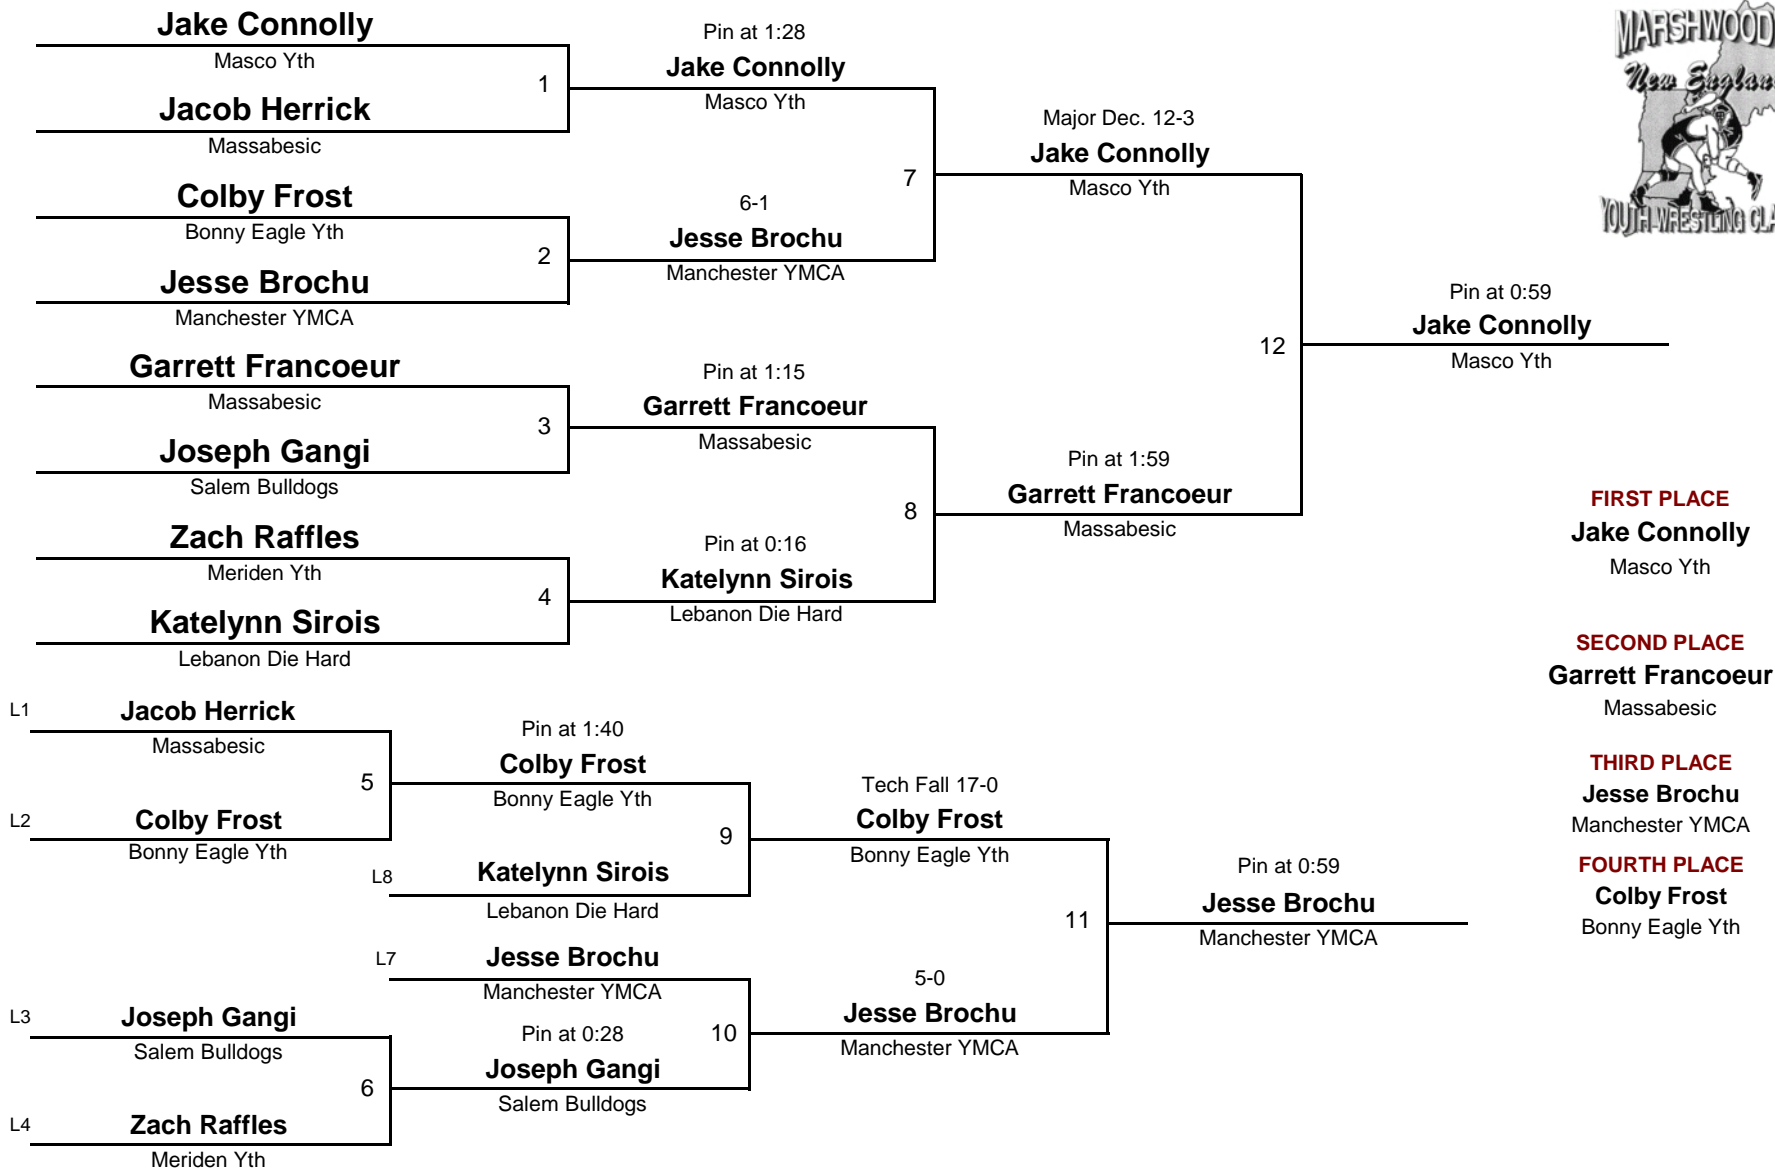 Jake Connolly
Masco Yth
1
Jacob Herrick
Massabesic
Colby Frost
Bonny Eagle Yth
2
Jesse Brochu
Manchester YMCA
Garrett Francoeur
Massabesic
3
Joseph Gangi
Salem Bulldogs
Zach Raffles
Meriden Yth
4
Katelynn Sirois
Lebanon Die Hard
Pin at 1:28
Jake Connolly
Masco Yth
7
6-1
Jesse Brochu
Manchester YMCA
Pin at 1:15
Garrett Francoeur
Massabesic
8
Pin at 0:16
Katelynn Sirois
Lebanon Die Hard
Major Dec. 12-3
Jake Connolly
Masco Yth
12
Pin at 1:59
Garrett Francoeur
Massabesic
Pin at 0:59
Jake Connolly
Masco Yth
MARSHWOOD
New England
YOUTH WRESTLING CLA
FIRST PLACE
Jake Connolly
Masco Yth
SECOND PLACE
Garrett Francoeur
Massabesic
THIRD PLACE
Jesse Brochu
Manchester YMCA
FOURTH PLACE
Colby Frost
Bonny Eagle Yth
L1 Jacob Herrick
Massabesic
5
L2 Colby Frost
Bonny Eagle Yth
Pin at 1:40
Colby Frost
Bonny Eagle Yth
9
L8 Katelynn Sirois
Lebanon Die Hard
L7 Jesse Brochu
Manchester YMCA
10
Pin at 0:28
Joseph Gangi
Salem Bulldogs
L3 Joseph Gangi
Salem Bulldogs
6
L4 Zach Raffles
Meriden Yth
Tech Fall 17-0
Colby Frost
Bonny Eagle Yth
11
5-0
Jesse Brochu
Manchester YMCA
Pin at 0:59
Jesse Brochu
Manchester YMCA